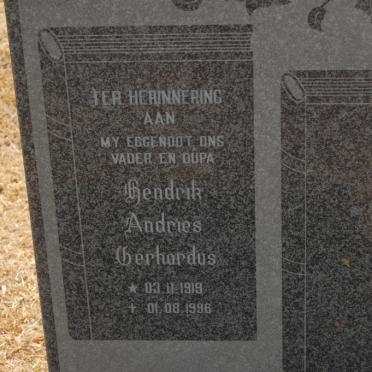 TER HERINNERING
AAN
MY EGGENOOT, ONS
VADER EN OUPA
Hendrik
Andries
Gerhardus
★ 03.11.1919
+ 01.08.1996